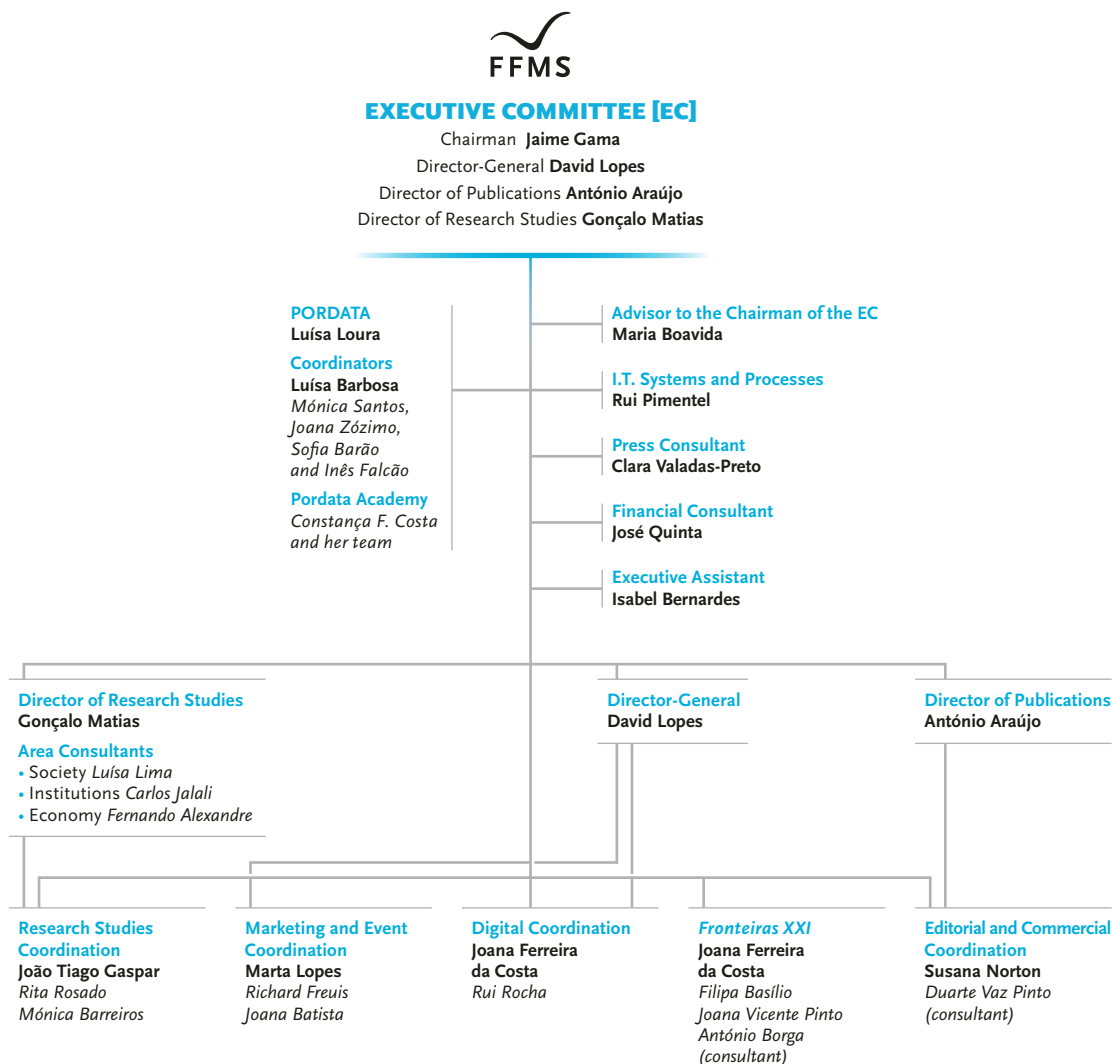 FFMS
EXECUTIVE COMMITTEE [EC]
Chairman Jaime Gama
Director-General David Lopes
Director of Publications António Araújo
Director of Research Studies Gonçalo Matias
PORDATA
Luísa Loura
Coordinators
Luísa Barbosa
Mónica Santos,
Joana Zózimo,
Sofia Barão
and Inês Falcão
Pordata Academy
Constança F. Costa
and her team
Advisor to the Chairman of the EC
Maria Boavida
I.T. Systems and Processes
Rui Pimentel
Press Consultant
Clara Valadas-Preto
Financial Consultant
José Quinta
Executive Assistant
Isabel Bernardes
Director of Research Studies
Gonçalo Matias
Area Consultants
• Society Luísa Lima
• Institutions Carlos Jalali
• Economy Fernando Alexandre
Director-General
David Lopes
Director of Publications
António Araújo
Research Studies
Coordination
João Tiago Gaspar
Rita Rosado
Mónica Barreiros
Marketing and Event
Coordination
Marta Lopes
Richard Freuis
Joana Batista
Digital Coordination
Joana Ferreira
da Costa
Rui Rocha
Fronteiras XXI
Joana Ferreira
da Costa
Filipa Basílio
Joana Vicente Pinto
António Borga
(consultant)
Editorial and Commercial
Coordination
Susana Norton
Duarte Vaz Pinto
(consultant)